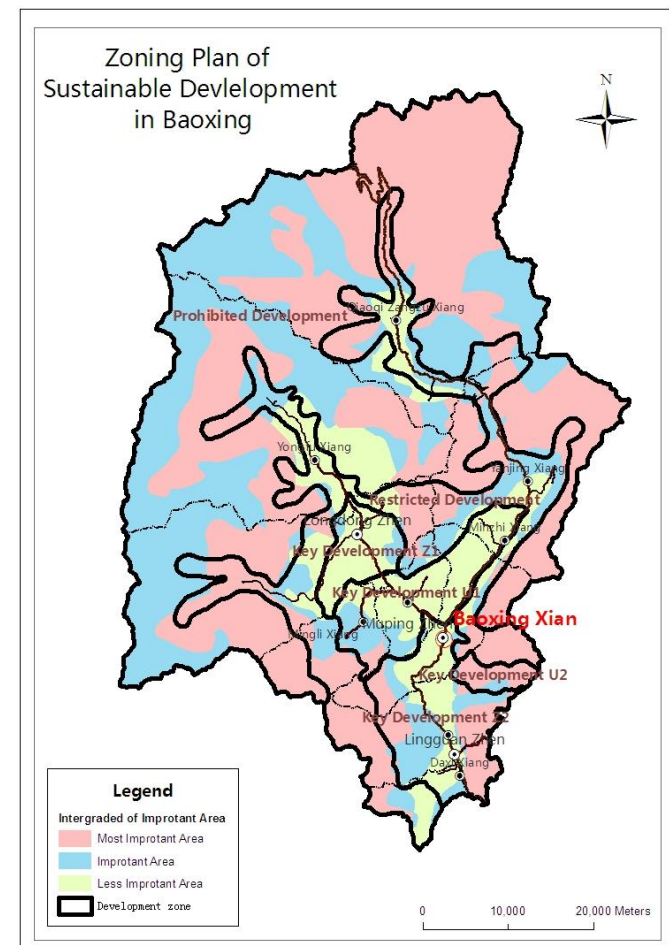 Zoning Plan of
Sustainable Devlelopment
in Baoxing
N
Qiaoqi Zangzu Xiang
Prohibited Development
Yongfu Xiang
Yanjing Xiang
Restricted Development
Longdong Zhen
Minzhi Xiang
Key Development Z1
Key Development U1
Baoxing Xian
Muping Zhen
Key Development U2
Key Development Z2
Lingguan Zhen
Daxi Xiang
Legend
Intergraded of Improtant Area
Most Improtant Area
Improtant Area
Less Improtant Area
Development zone
0
10,000
20,000 Meters